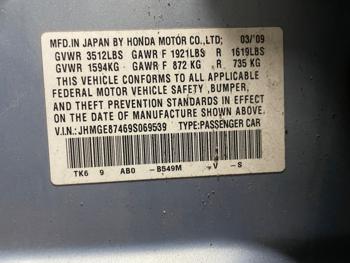 MFD. IN JAPAN BY HONDA MOTOR CO.,LTD; 03/'09
GVWR 3512LBS GAWR F 1921LBS R 1619LBS
GVWR 1594KG GAWR F 872 KG R 735 KG
THIS VEHICLE CONFORMS TO ALL APPLICABLE
FEDERAL MOTOR VEHICLE SAFETY ,BUMPER,
AND THEFT PREVENTION STANDARDS IN EFFECT
ON THE DATE OF MANUFACTURE SHOWN ABOVE.
V.I.N.:JHMGE87469S069539 TYPE:PASSENGER CAR
TK6 9 AB0 -B549M V -S